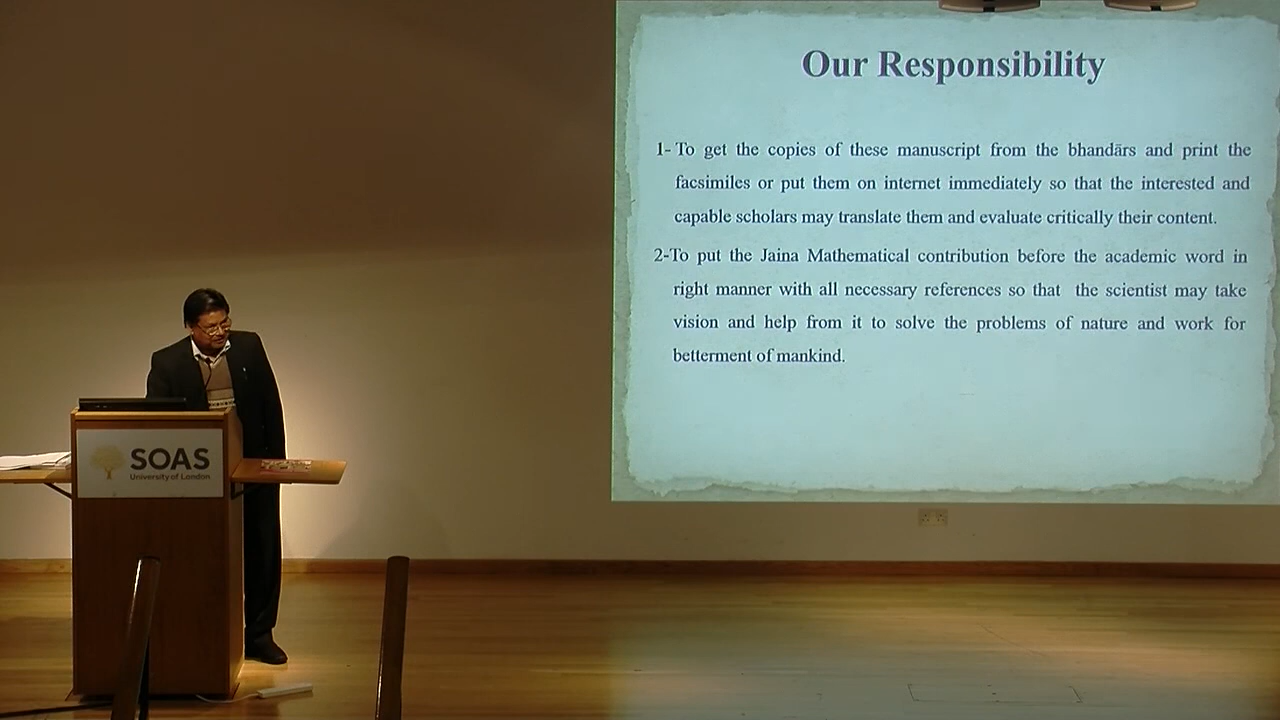 Our Responsibility
1- To get the copies of these manuscript from the bhandārs and print the
facsimiles or put them on internet immediately so that the interested and
capable scholars may translate them and evaluate critically their content.
2-To put the Jaina Mathematical contribution before the academic word in
right manner with all necessary references so that the scientist may take
vision and help from it to solve the problems of nature and work for
betterment of mankind.
SOAS
University of London